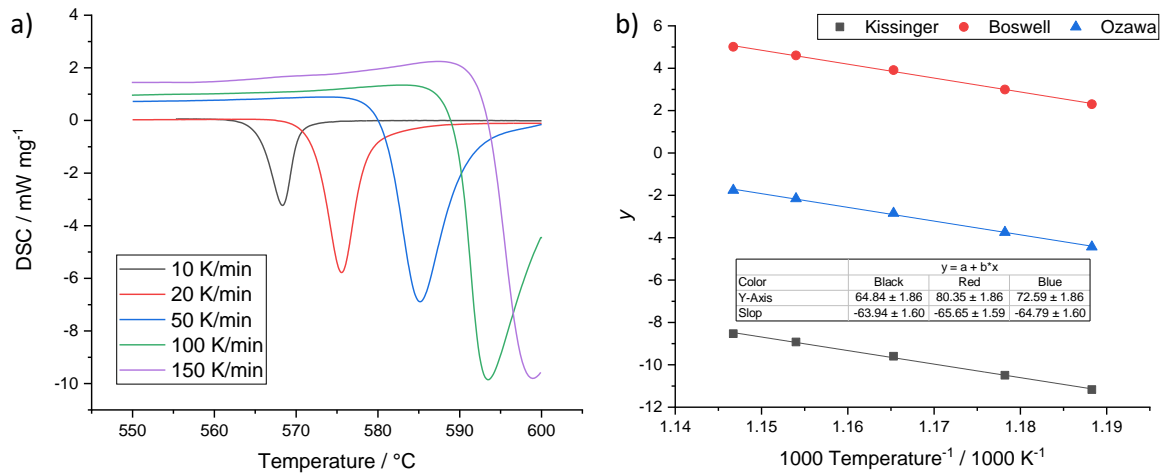 a)
4
2
0
-2
-4
-6
-8
-10
DSC / mW mg⁻¹
10 K/min
20 K/min
50 K/min
100 K/min
150 K/min
550 560 570 580 590 600
Temperature / °C
b)
Kissinger Boswell Ozawa
6
4
2
0
-2
-4
-6
-8
-10
-12
y
y = a + b*x
Color Black Red Blue
Y-Axis 64.84 ± 1.86 80.35 ± 1.86 72.59 ± 1.86
Slop -63.94 ± 1.60 -65.65 ± 1.59 -64.79 ± 1.60
1.14 1.15 1.16 1.17 1.18 1.19
1000 Temperature⁻¹ / 1000 K⁻¹